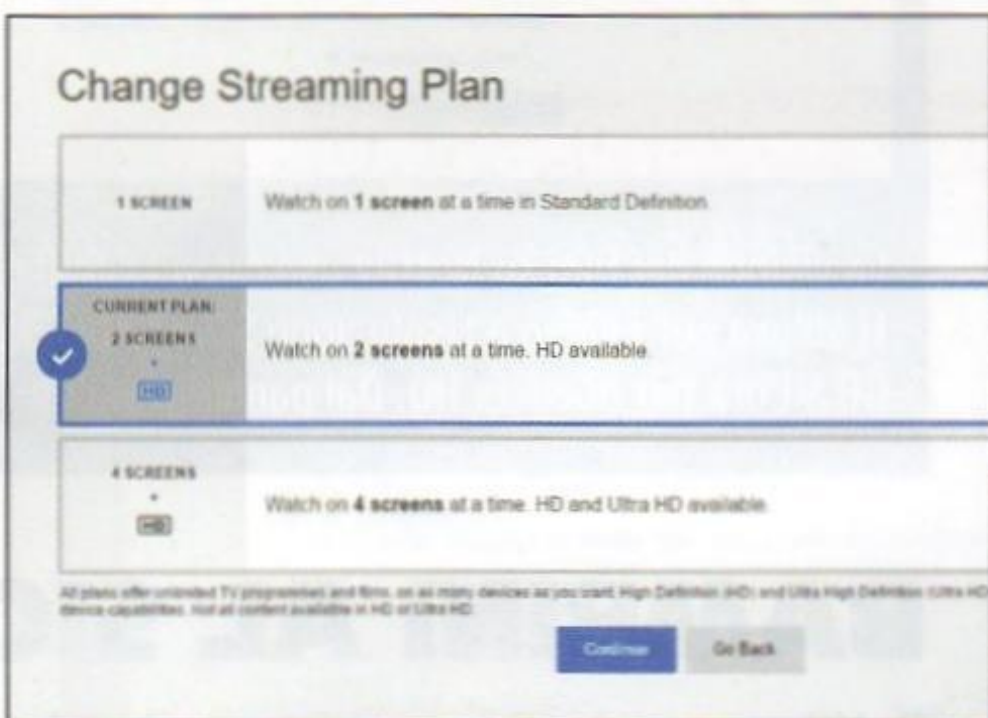 Change Streaming Plan
1 SCREEN
Watch on 1 screen at a time in Standard Definition.
CURRENT PLAN:
2 SCREENS
+
HD
Watch on 2 screens at a time. HD available.
4 SCREENS
+
HD
Watch on 4 screens at a time. HD and Ultra HD available.
All plans offer unlimited TV programmes and films, on as many devices as you want. High Definition (HD) and Ultra High Definition (Ultra HD
device capabilities. Not all content available in HD or Ultra HD.
Continue
Go Back